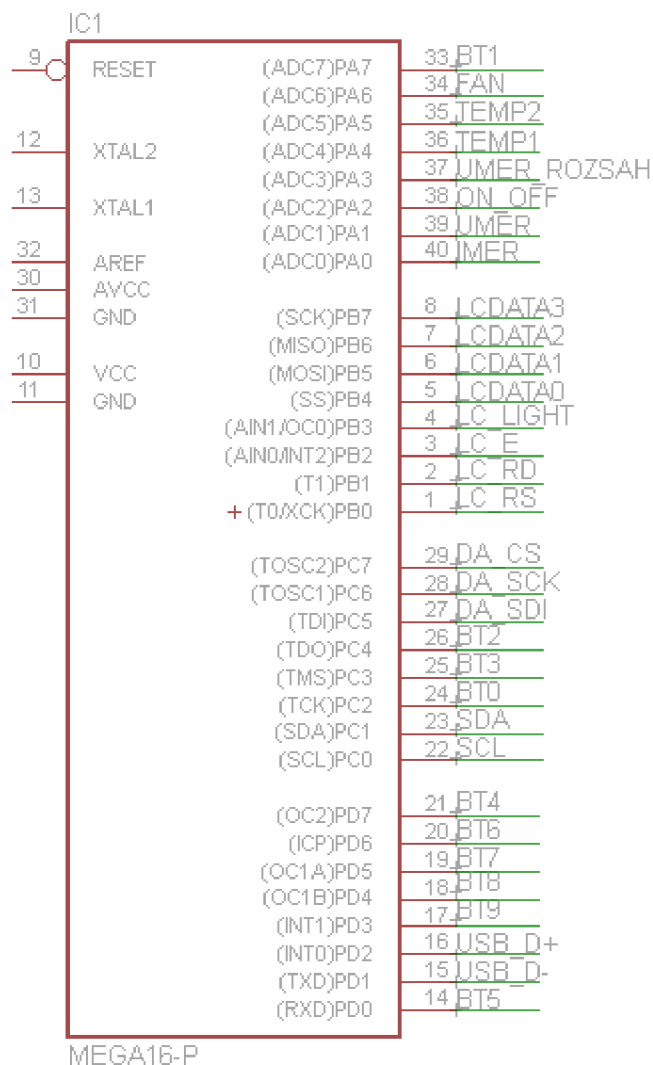 IC1
9 RESET (ADC7)PA7 33 BT1
(ADC6)PA6 34 FAN
(ADC5)PA5 35 TEMP2
12 XTAL2 (ADC4)PA4 36 TEMP1
(ADC3)PA3 37 UMER_ROZSAH
13 XTAL1 (ADC2)PA2 38 ON_OFF
(ADC1)PA1 39 UMER
32 AREF (ADC0)PA0 40 IMER
30 AVCC
31 GND (SCK)PB7 8 LCDATA3
(MISO)PB6 7 LCDATA2
10 VCC (MOSI)PB5 6 LCDATA1
11 GND (SS)PB4 5 LCDATA0
(AIN1/OC0)PB3 4 LC_LIGHT
(AIN0/INT2)PB2 3 LC_E
(T1)PB1 2 LC_RD
+ (T0/XCK)PB0 1 LC_RS
(TOSC2)PC7 29 DA_CS
(TOSC1)PC6 28 DA_SCK
(TDI)PC5 27 DA_SDI
(TDO)PC4 26 BT2
(TMS)PC3 25 BT3
(TCK)PC2 24 BT0
(SDA)PC1 23 SDA
(SCL)PC0 22 SCL
(OC2)PD7 21 BT4
(ICP)PD6 20 BT6
(OC1A)PD5 19 BT7
(OC1B)PD4 18 BT8
(INT1)PD3 17 BT9
(INT0)PD2 16 USB_D+
(TXD)PD1 15 USB_D-
(RXD)PD0 14 BT5
MEGA16-P